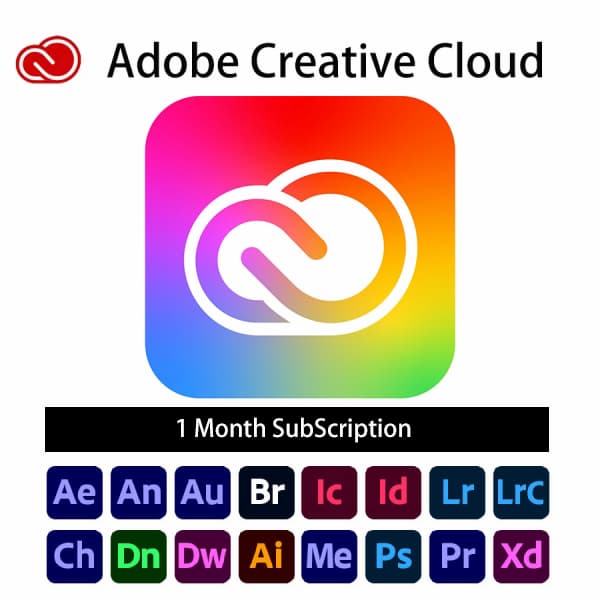 Adobe Creative Cloud
1 Month SubScription
Ae An Au Br Ic Id Lr LrC
Ch Dn Dw Ai Me Ps Pr Xd